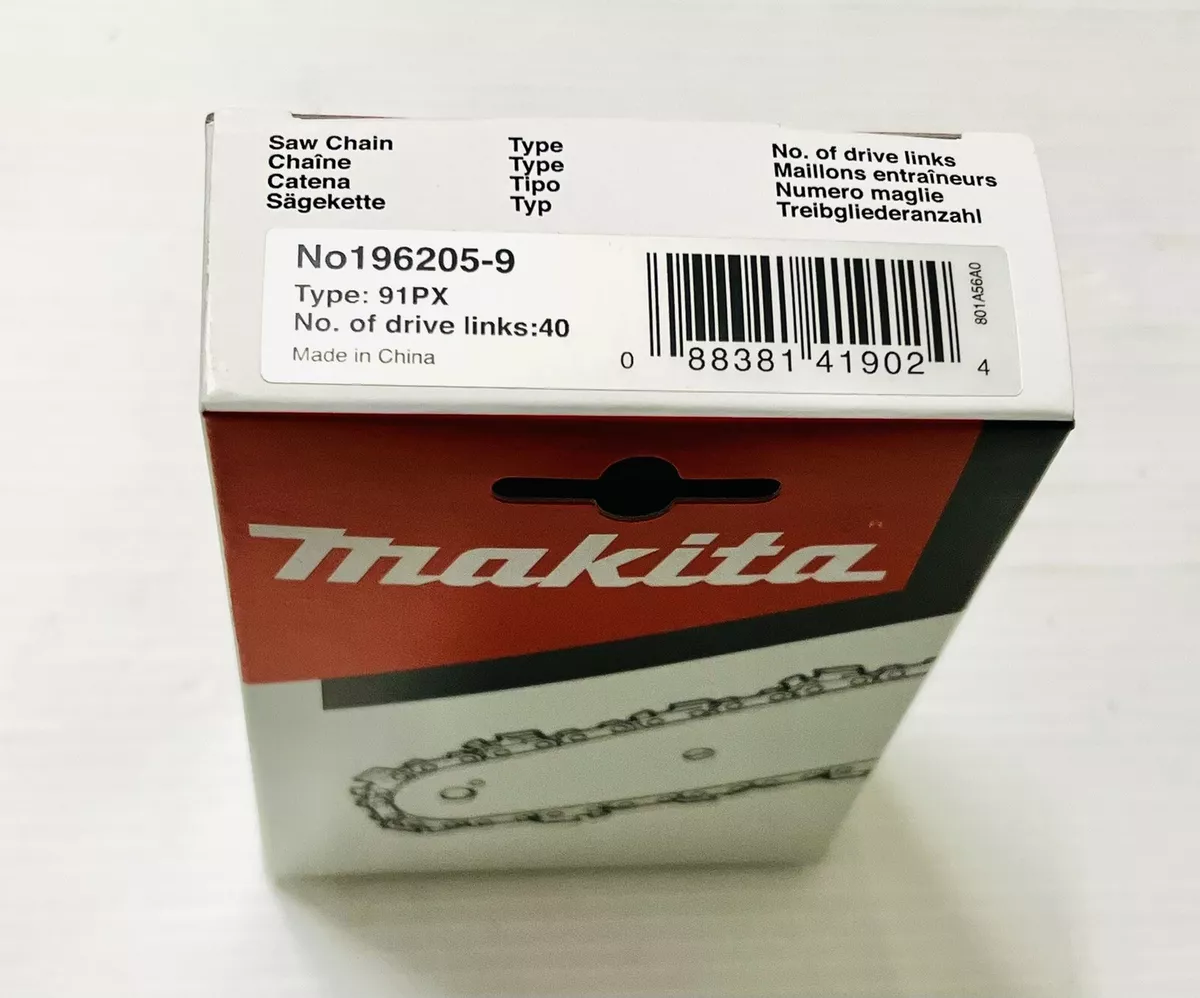 Saw Chain
Chaîne
Catena
Sägekette
Type
Type
Tipo
Typ
No. of drive links
Maillons entraîneurs
Numero maglie
Treibgliederanzahl
No196205-9
Type: 91PX
No. of drive links:40
Made in China
0 88381 41902 4
801A56A0
makita